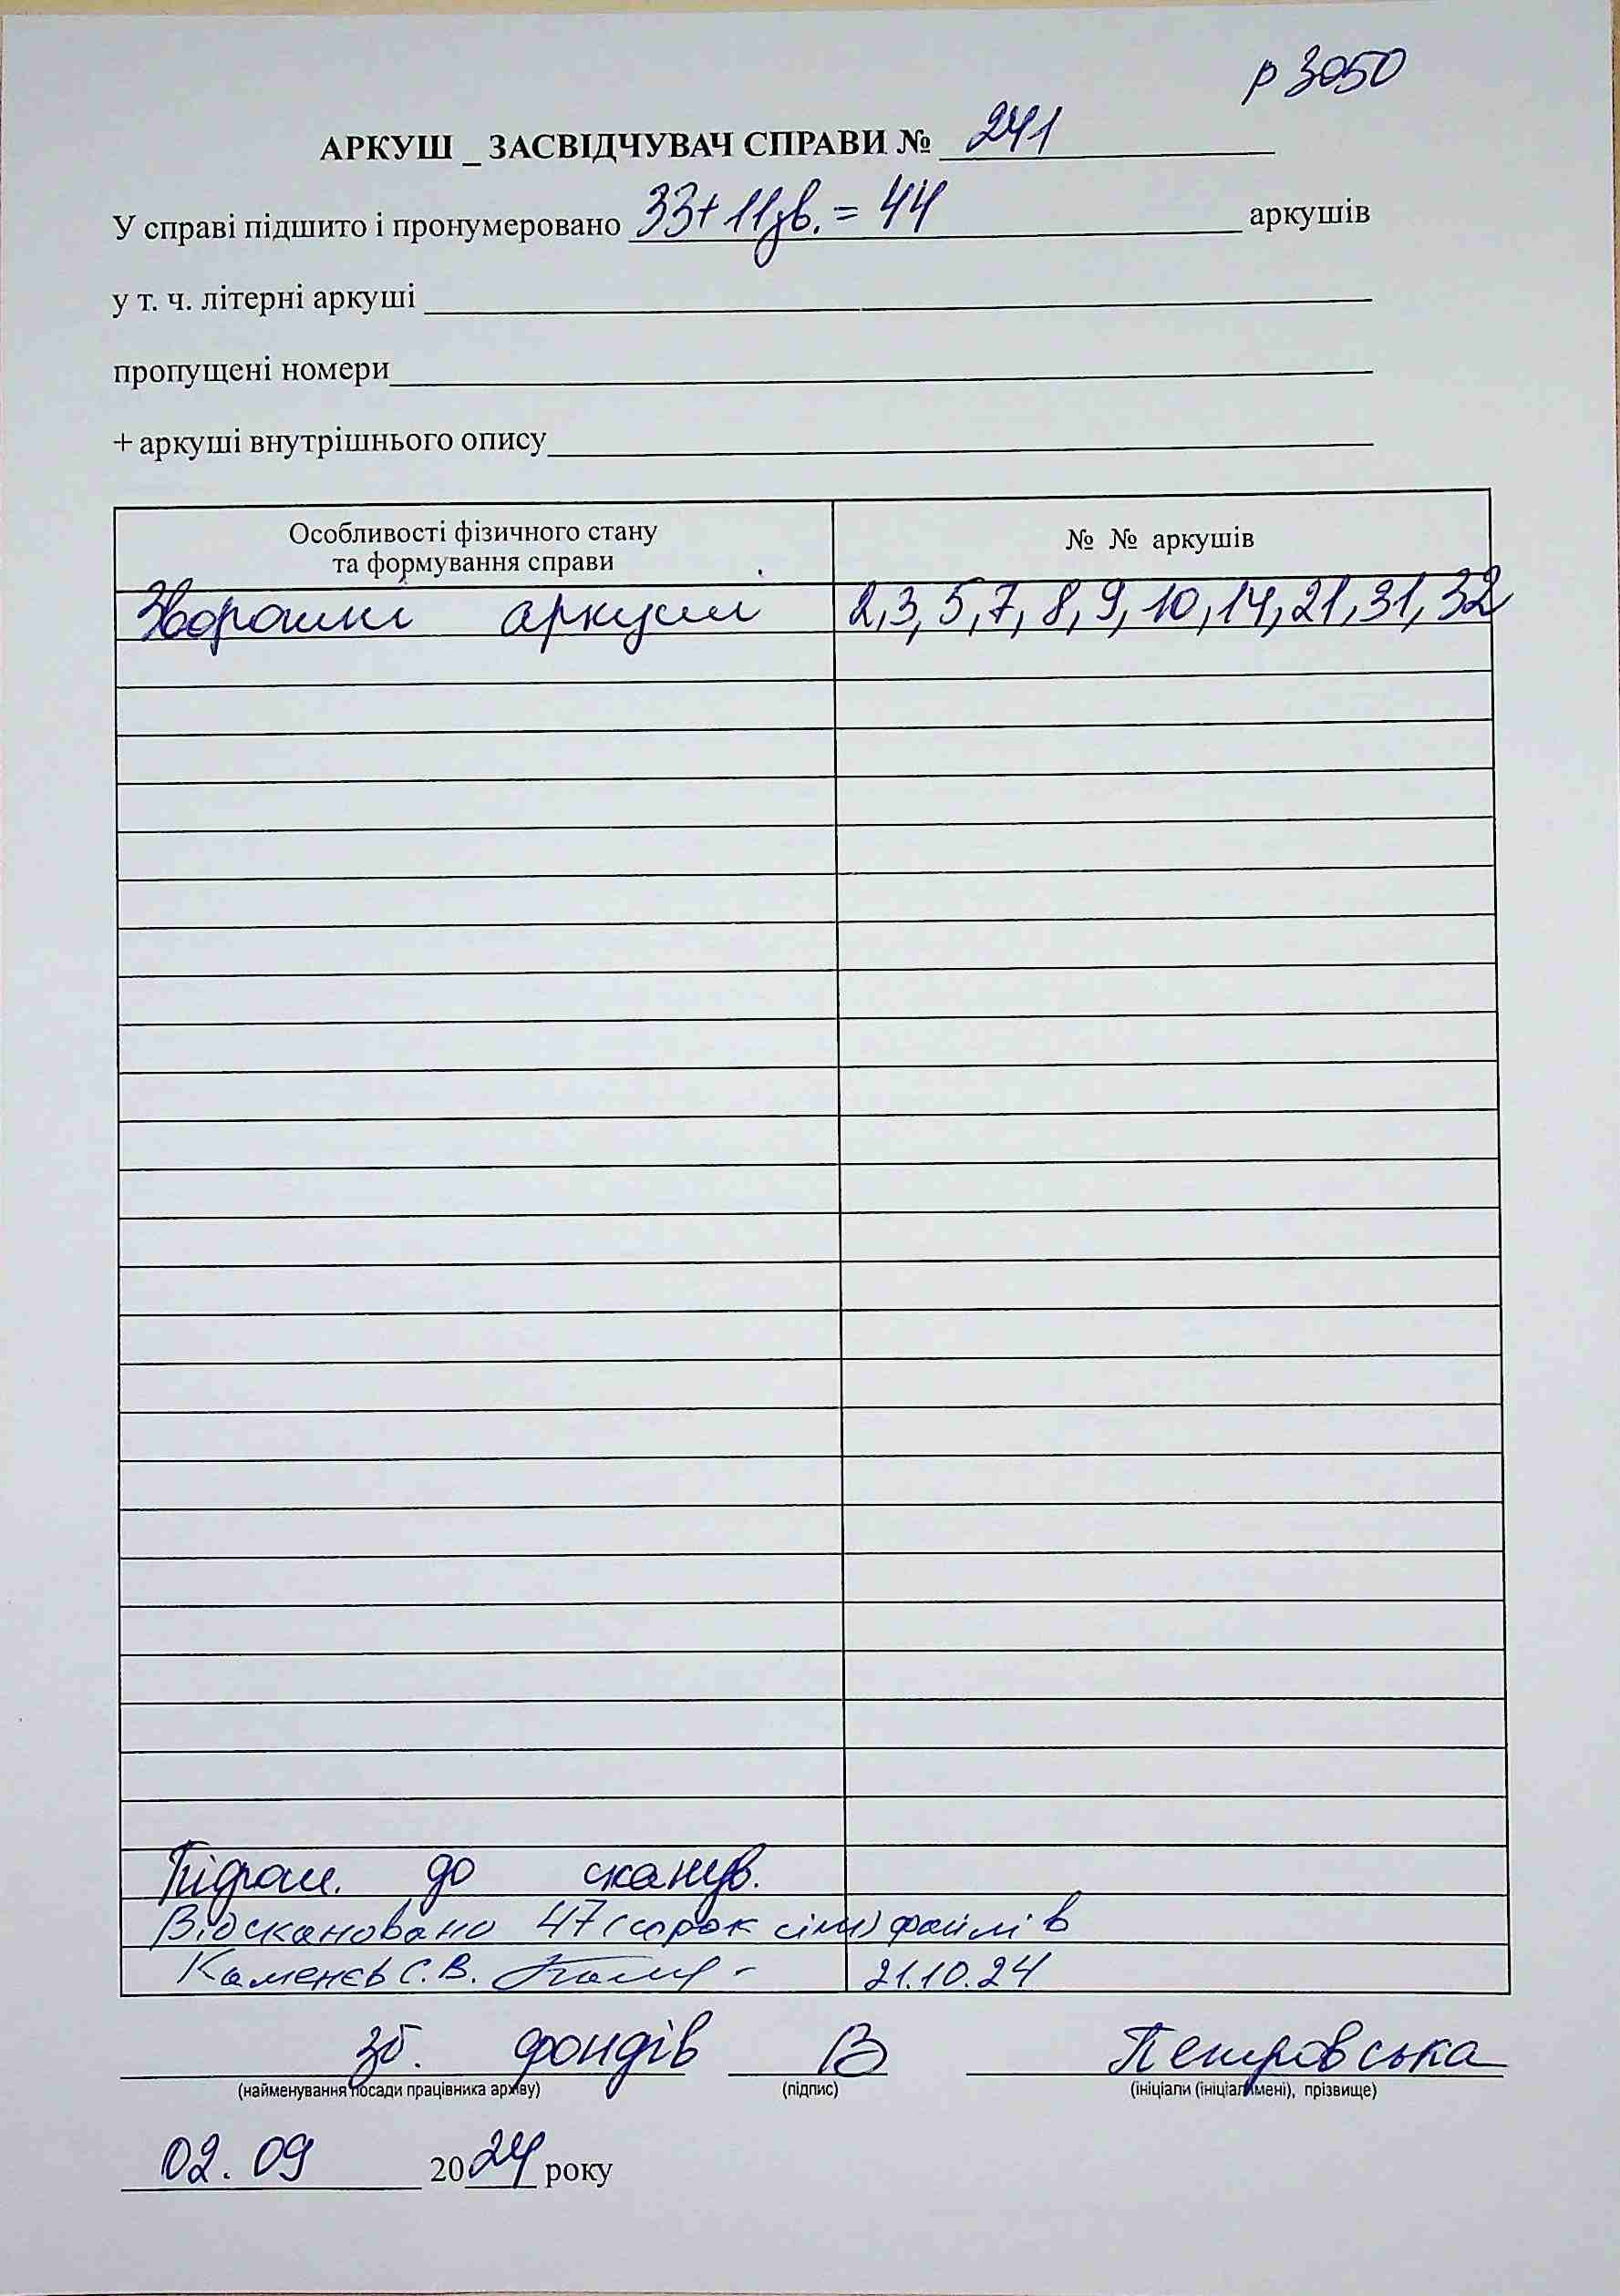 р 3050
АРКУШ _ ЗАСВІДЧУВАЧ СПРАВИ № 241
У справі підшито і пронумеровано 33+11зв.= 44 аркушів
у т. ч. літерні аркуші
пропущені номери
+ аркуші внутрішнього опису
Особливості фізичного стану та формування справи
№ № аркушів
Зворотні аркуші 2,3,5,7,8,9,10,14,21,31,32
Підгот. до сканув.
Відскановано 47 (сорок сім) файлів
Каменєв С.В. 21.10.24
зб. фондів В Петровська
(найменування посади працівника архіву) (підпис) (ініціали (ініціал імені), прізвище)
02.09 2024 року